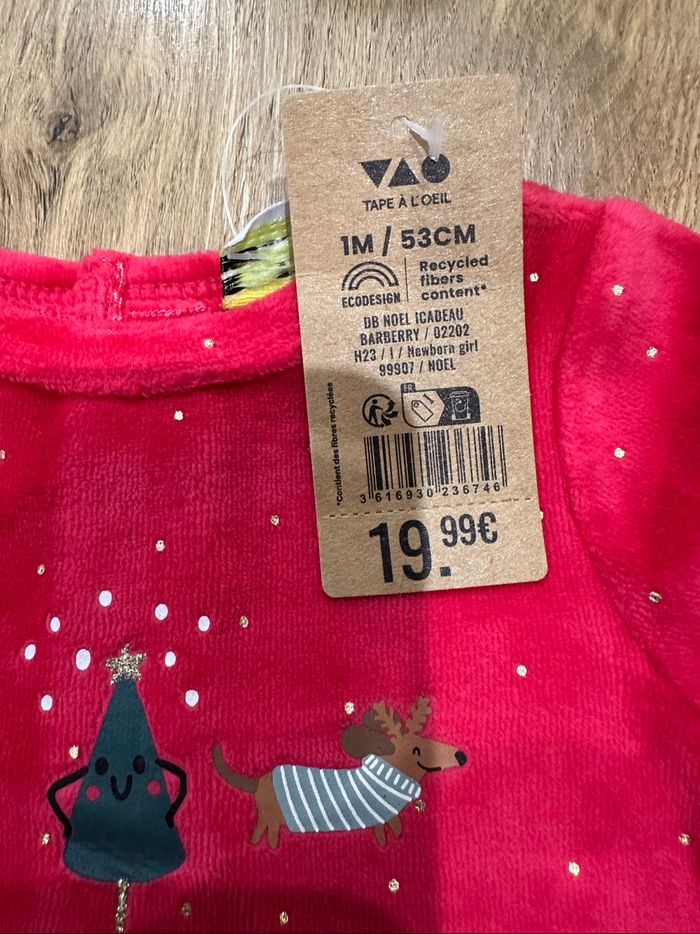 TAPE À L'OEIL
1M / 53CM
ECODESIGN
Recycled
fibers
content*
DB NOEL ICADEAU
BARBERRY / 02202
H23 / I / Newborn girl
99907 / NOEL
FR
*Contient des fibres recyclées
3 616930 236746
19.99€